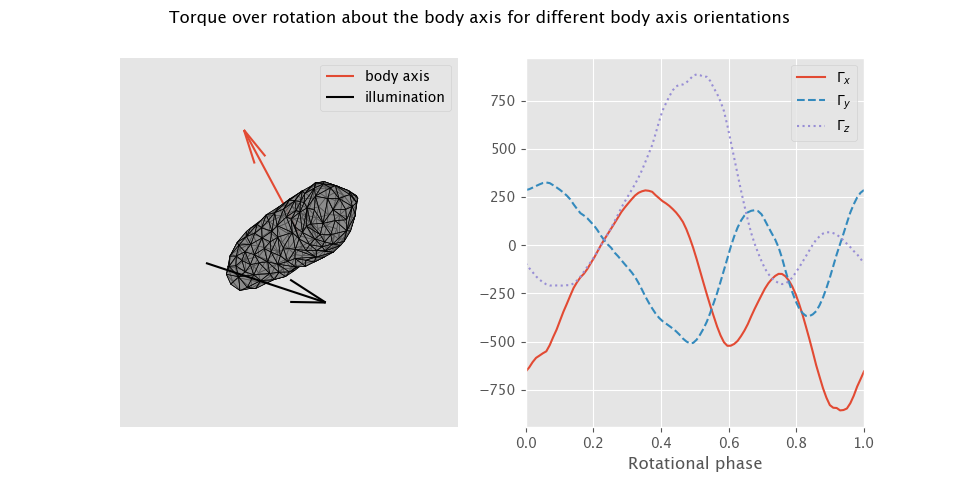 Torque over rotation about the body axis for different body axis orientations
body axis
illumination
Γx
Γy
Γz
750
500
250
0
−250
−500
−750
0.0 0.2 0.4 0.6 0.8 1.0
Rotational phase